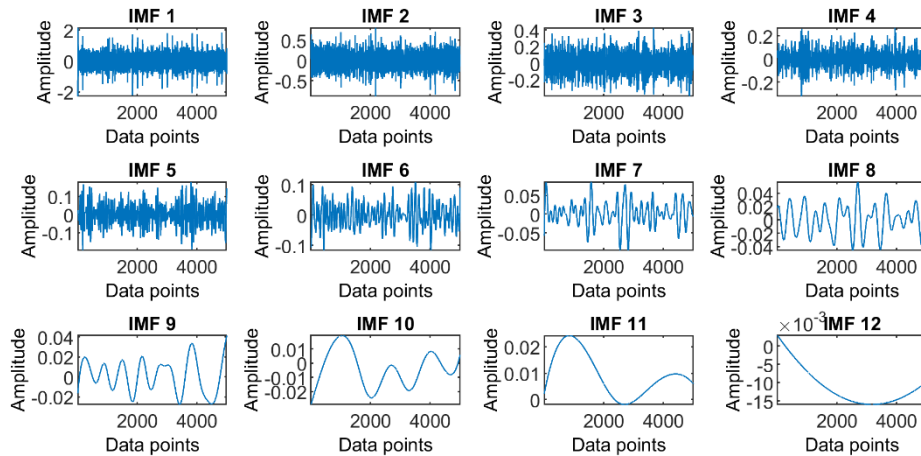 IMF 1 IMF 2 IMF 3 IMF 4
Amplitude 2 0 -2 Amplitude 0.5 0 -0.5 Amplitude 0.4 0.2 0 -0.2 Amplitude 0.2 0 -0.2
2000 4000 2000 4000 2000 4000 2000 4000
Data points Data points Data points Data points
IMF 5 IMF 6 IMF 7 IMF 8
Amplitude 0.1 0 -0.1 Amplitude 0.1 0 -0.1 Amplitude 0.05 0 -0.05 Amplitude 0.04 0.02 0 -0.02 -0.04
2000 4000 2000 4000 2000 4000 2000 4000
Data points Data points Data points Data points
IMF 9 IMF 10 IMF 11 ×10⁻³ IMF 12
Amplitude 0.04 0.02 0 -0.02 Amplitude 0.01 0 -0.01 -0.02 Amplitude 0.02 0.01 0 Amplitude 0 -5 -10 -15
2000 4000 2000 4000 2000 4000 2000 4000
Data points Data points Data points Data points